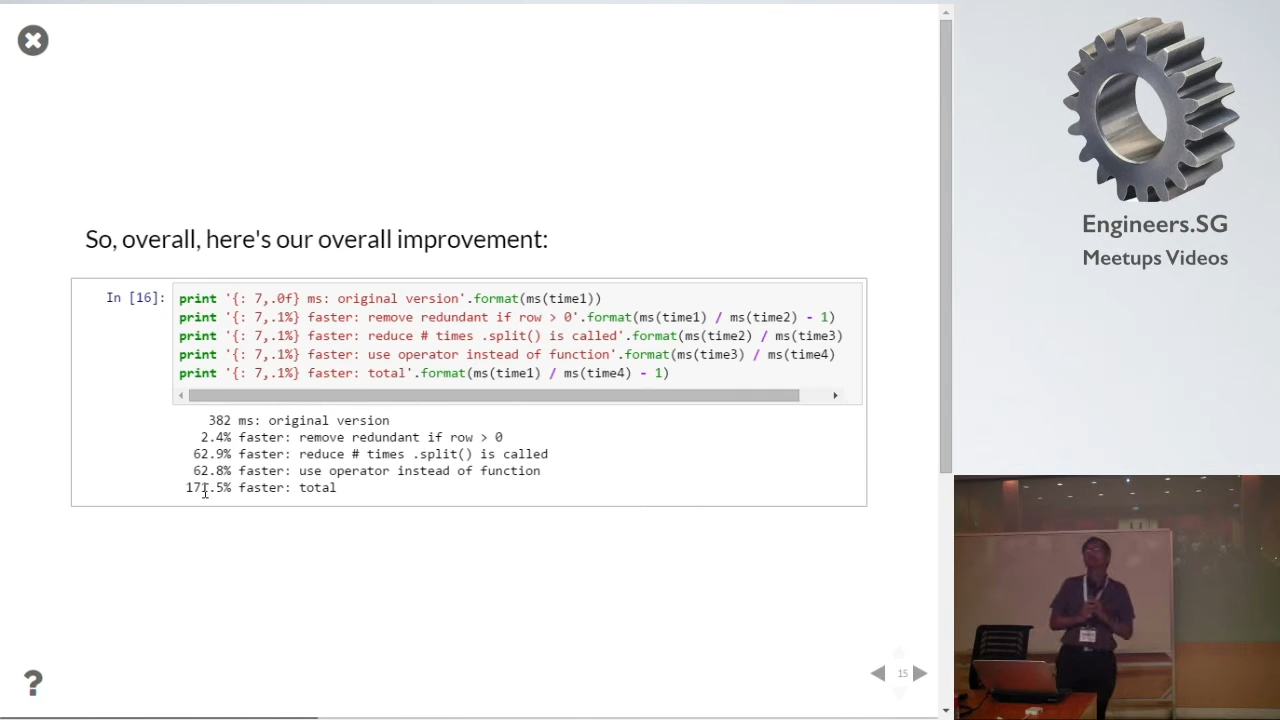 So, overall, here's our overall improvement:
In [16]:
print '{: 7,.0f} ms: original version'.format(ms(time1))
print '{: 7,.1%} faster: remove redundant if row > 0'.format(ms(time1) / ms(time2) - 1)
print '{: 7,.1%} faster: reduce # times .split() is called'.format(ms(time2) / ms(time3)
print '{: 7,.1%} faster: use operator instead of function'.format(ms(time3) / ms(time4)
print '{: 7,.1%} faster: total'.format(ms(time1) / ms(time4) - 1)
382 ms: original version
2.4% faster: remove redundant if row > 0
62.9% faster: reduce # times .split() is called
62.8% faster: use operator instead of function
faster: total
15
?
Engineers.SG
Meetups Videos